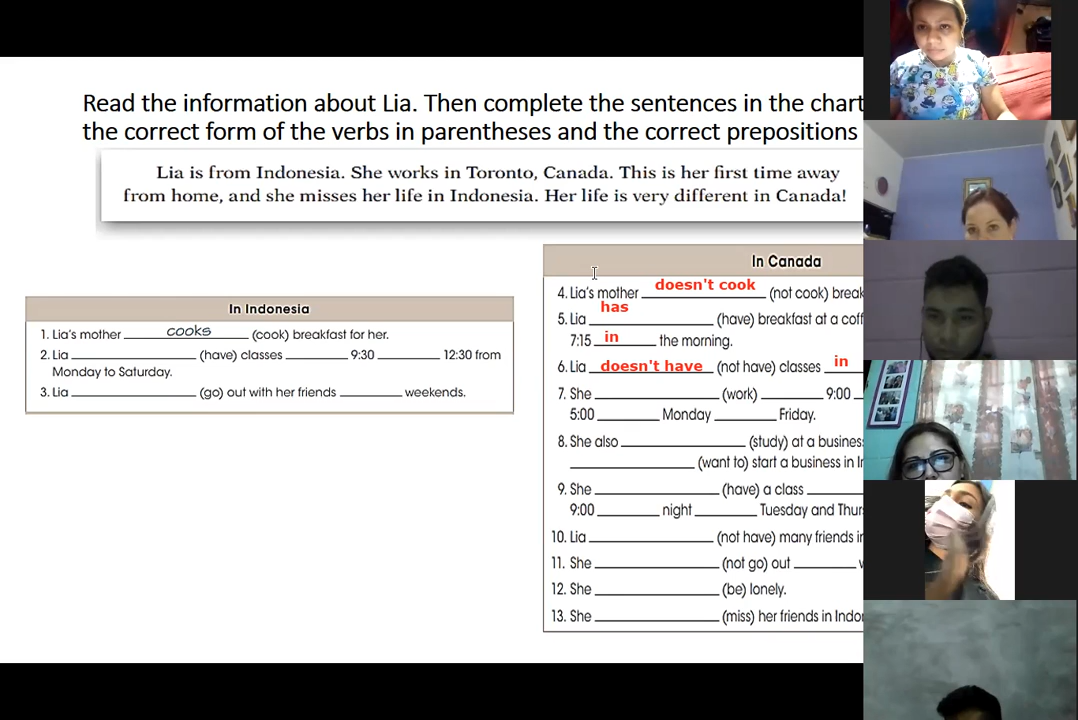 Read the information about Lia. Then complete the sentences in the chart
the correct form of the verbs in parentheses and the correct prepositions
Lia is from Indonesia. She works in Toronto, Canada. This is her first time away
from home, and she misses her life in Indonesia. Her life is very different in Canada!
In Indonesia
1. Lia's mother cooks (cook) breakfast for her.
2. Lia (have) classes 9:30 12:30 from
Monday to Saturday.
3. Lia (go) out with her friends weekends.
In Canada
4. Lia's mother doesn't cook (not cook) break
5. Lia has (have) breakfast at a coff
7:15 in the morning.
6. Lia doesn't have (not have) classes in
7. She (work) 9:00
5:00 Monday Friday.
8. She also (study) at a busines
(want to) start a business in I
9. She (have) a class
9:00 night Tuesday and Thur
10. Lia (not have) many friends i
11. She (not go) out
12. She (be) lonely.
13. She (miss) her friends in Indo